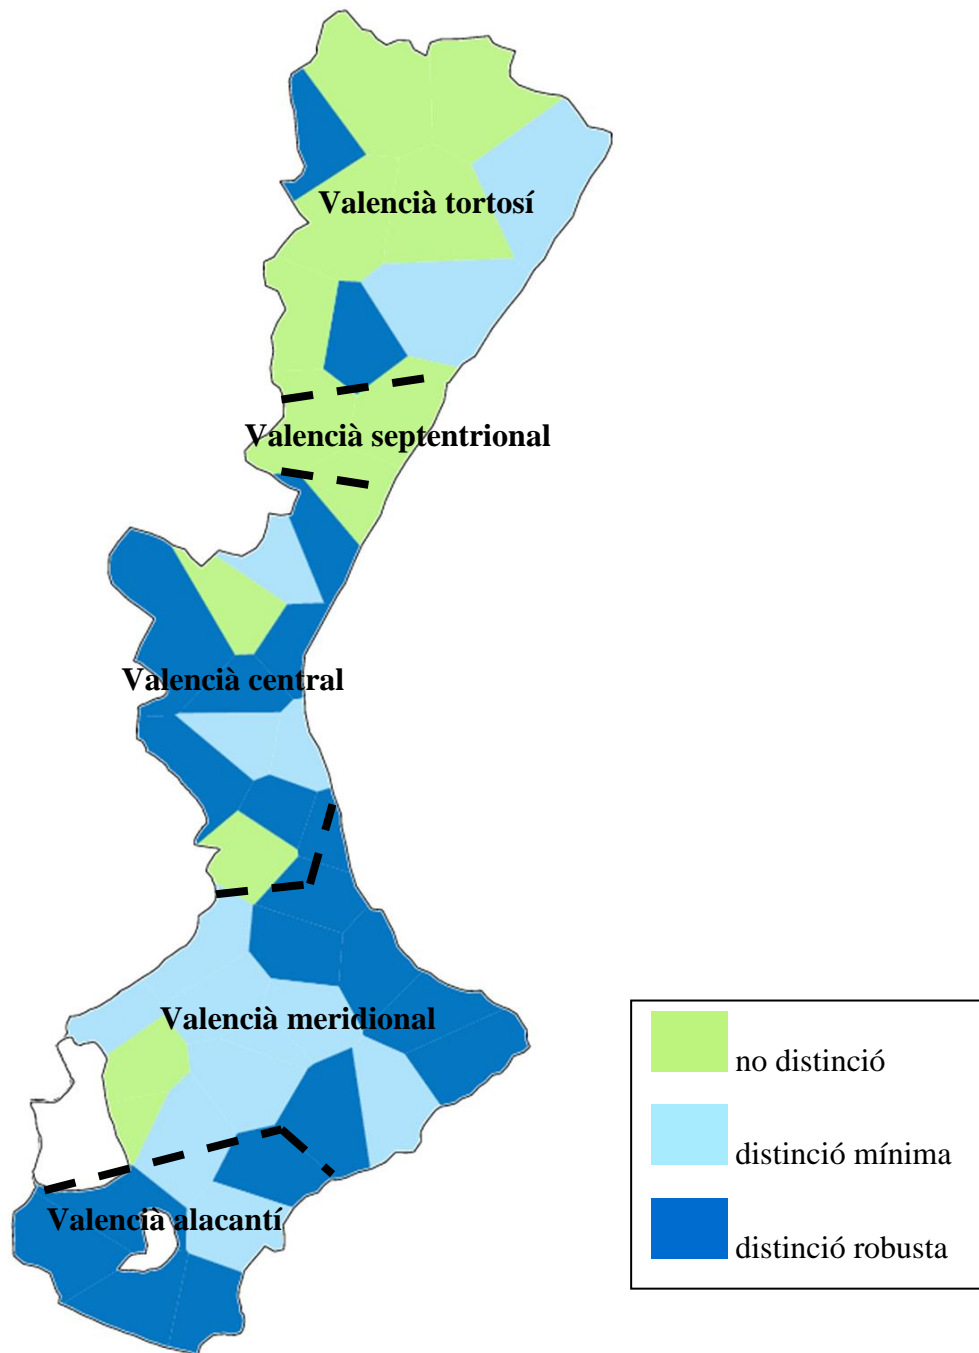 Valencià tortosí
Valencià septentrional
Valencià central
Valencià meridional
Valencià alacantí
no distinció
distinció mínima
distinció robusta